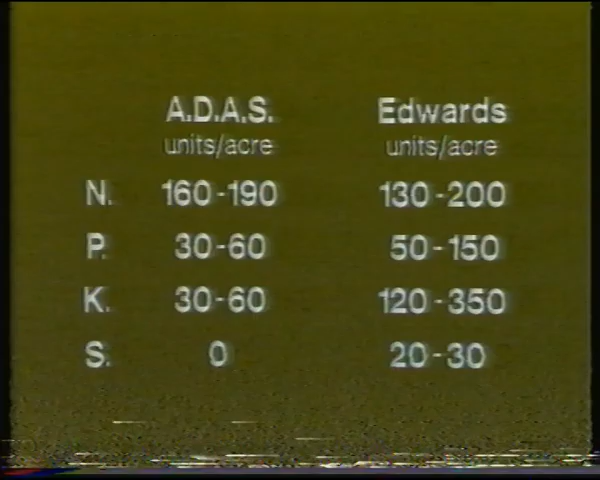 A.D.A.S. Edwards
units/acre units/acre
N. 160-190 130-200
P. 30-60 50-150
K. 30-60 120-350
S. 0 20-30